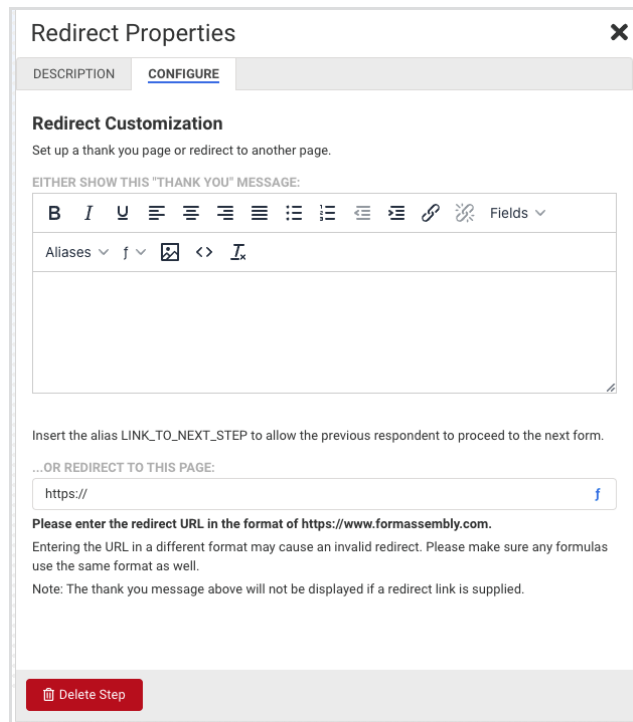 Redirect Properties
DESCRIPTION
CONFIGURE
Redirect Customization
Set up a thank you page or redirect to another page.
EITHER SHOW THIS "THANK YOU" MESSAGE:
B I U Fields
Aliases f
Insert the alias LINK_TO_NEXT_STEP to allow the previous respondent to proceed to the next form.
...OR REDIRECT TO THIS PAGE:
https:// f
Please enter the redirect URL in the format of https://www.formassembly.com.
Entering the URL in a different format may cause an invalid redirect. Please make sure any formulas
use the same format as well.
Note: The thank you message above will not be displayed if a redirect link is supplied.
Delete Step